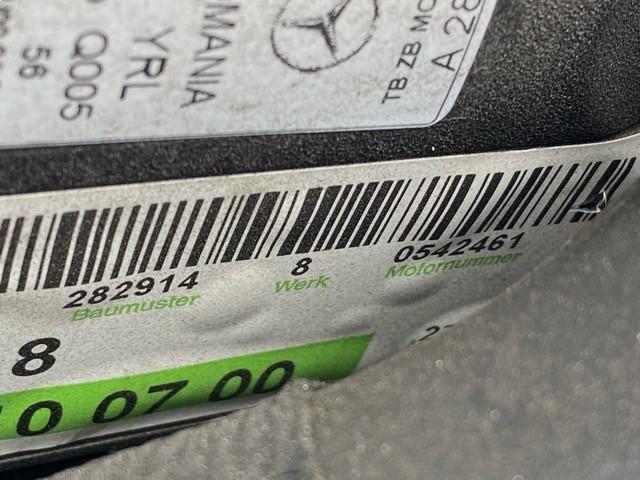 MANIA
YRL
Q005
56
TB ZB MO
A 28
282914 8 0542461
Baumuster Werk Motornummer
8
10 07 00